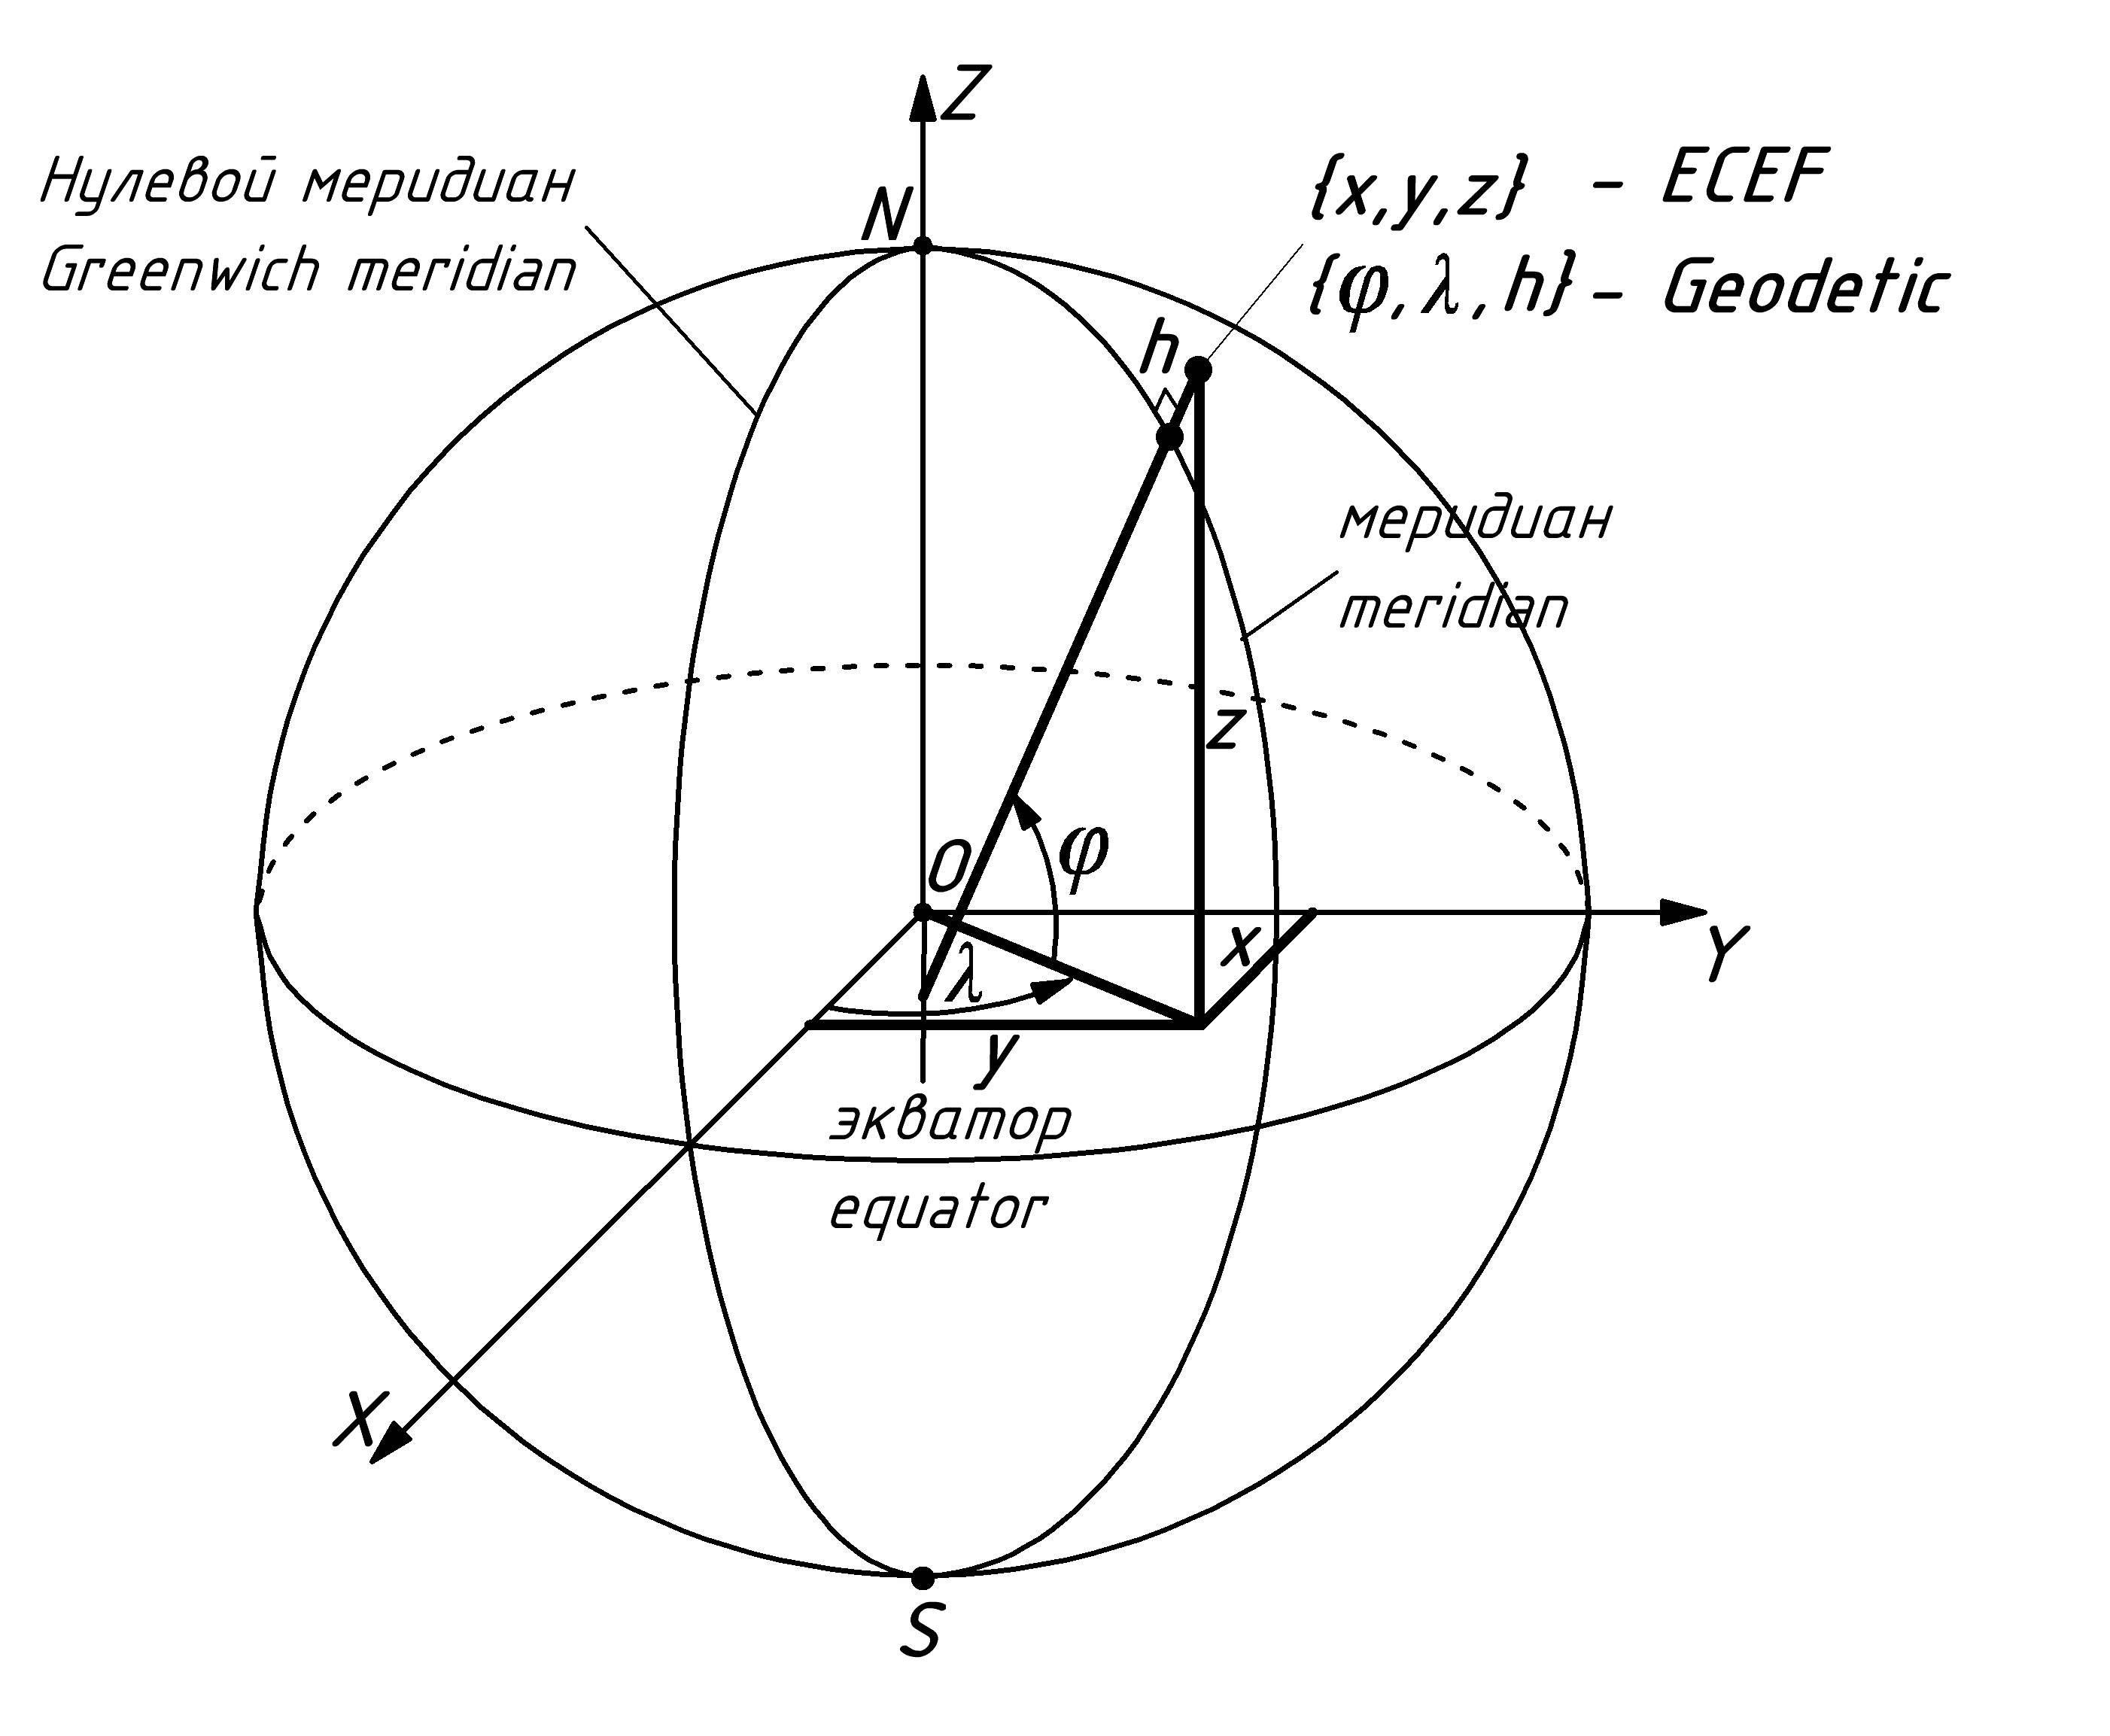 Z
Нулевой меридиан
Greenwich meridian
N
{x,y,z} - ECEF
{φ,λ,h} - Geodetic
h
меридиан
meridian
z
O
φ
λ
x
Y
y
экватор
equator
X
S